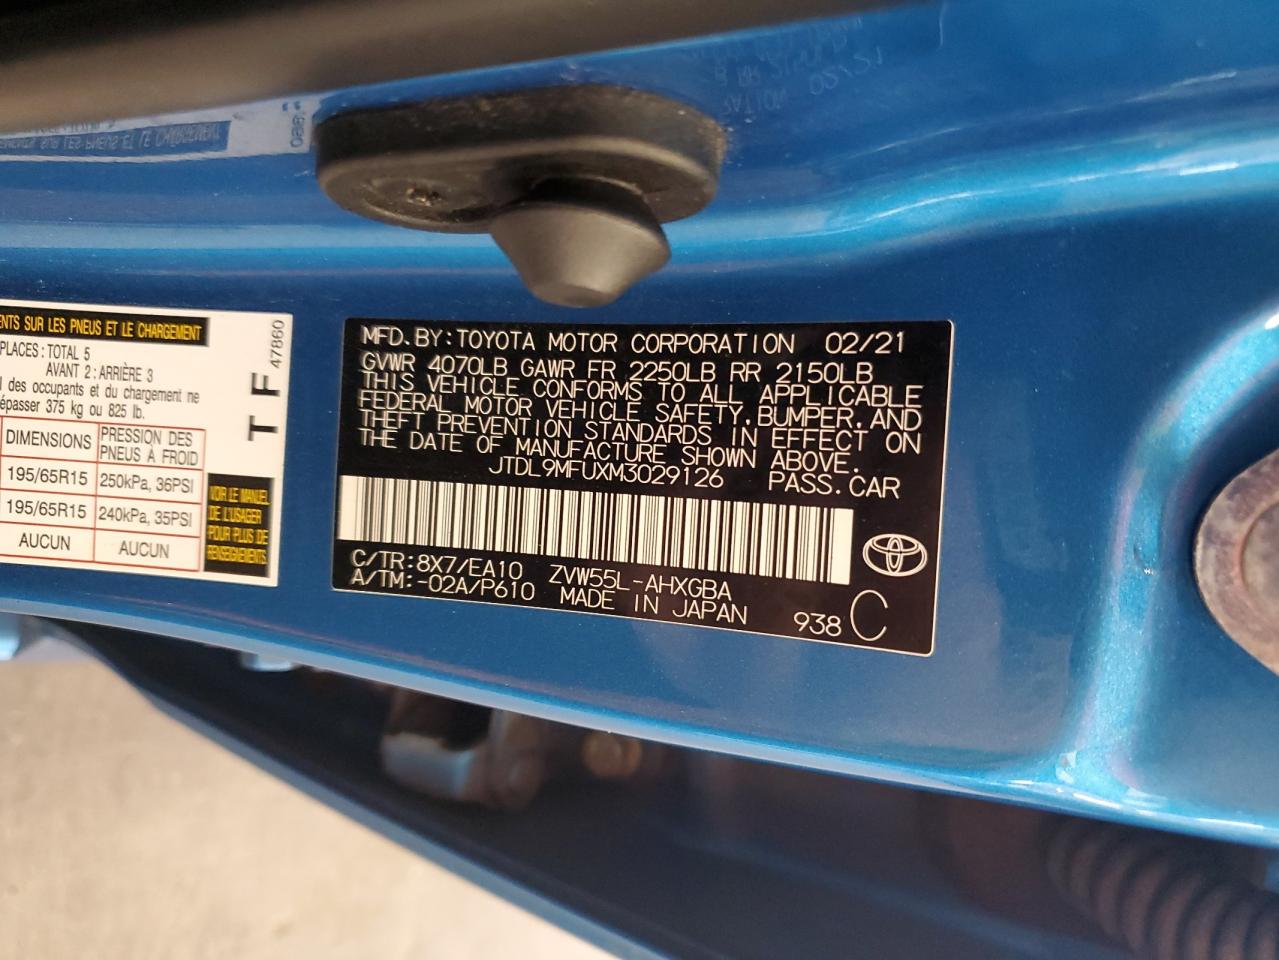 ENTS SUR LES PNEUS ET LE CHARGEMENT
PLACES: TOTAL 5
AVANT 2: ARRIÈRE 3
l des occupants et du chargement ne
épasser 375 kg ou 825 lb.
DIMENSIONS PRESSION DES PNEUS À FROID
195/65R15 250kPa, 36PSI
195/65R15 240kPa, 35PSI
AUCUN AUCUN
VOIR LE MANUEL
DE L'USAGER
POUR PLUS DE
RENSEIGNEMENTS
T F
47860
MFD.BY:TOYOTA MOTOR CORPORATION 02/21
GVWR 4070LB GAWR FR 2250LB RR 2150LB
THIS VEHICLE CONFORMS TO ALL APPLICABLE
FEDERAL MOTOR VEHICLE SAFETY,BUMPER,AND
THEFT PREVENTION STANDARDS IN EFFECT ON
THE DATE OF MANUFACTURE SHOWN ABOVE.
JTDL9MFUXM3029126 PASS.CAR
C/TR:8X7/EA10 ZVW55L-AHXGBA
A/TM:-02A/P610 MADE IN JAPAN
938 C